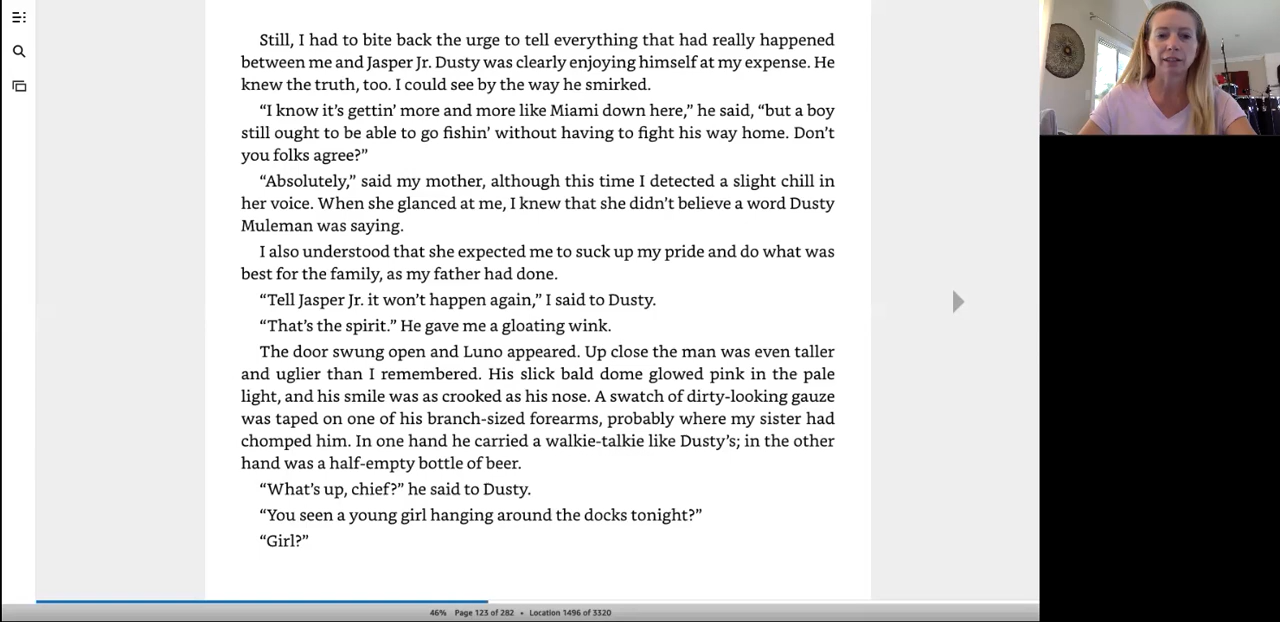 Still, I had to bite back the urge to tell everything that had really happened
between me and Jasper Jr. Dusty was clearly enjoying himself at my expense. He
knew the truth, too. I could see by the way he smirked.
“I know it’s gettin’ more and more like Miami down here,” he said, “but a boy
still ought to be able to go fishin’ without having to fight his way home. Don’t
you folks agree?”
“Absolutely,” said my mother, although this time I detected a slight chill in
her voice. When she glanced at me, I knew that she didn’t believe a word Dusty
Muleman was saying.
I also understood that she expected me to suck up my pride and do what was
best for the family, as my father had done.
“Tell Jasper Jr. it won’t happen again,” I said to Dusty.
“That’s the spirit.” He gave me a gloating wink.
The door swung open and Luno appeared. Up close the man was even taller
and uglier than I remembered. His slick bald dome glowed pink in the pale
light, and his smile was as crooked as his nose. A swatch of dirty-looking gauze
was taped on one of his branch-sized forearms, probably where my sister had
chomped him. In one hand he carried a walkie-talkie like Dusty’s; in the other
hand was a half-empty bottle of beer.
“What’s up, chief?” he said to Dusty.
“You seen a young girl hanging around the docks tonight?”
“Girl?”
46% Page 123 of 282 • Location 1496 of 3320